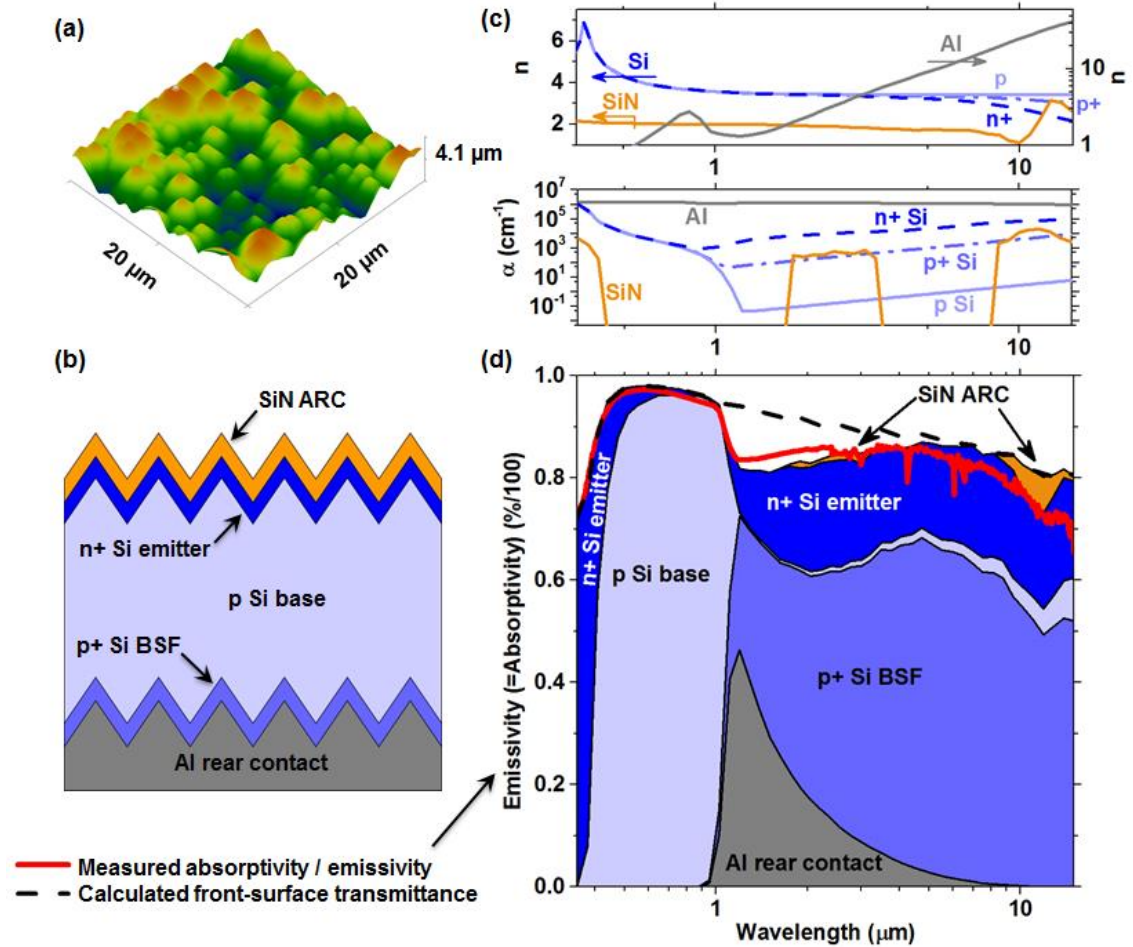 (a)
4.1 μm
20 μm
20 μm
(b)
SiN ARC
n+ Si emitter
p Si base
p+ Si BSF
Al rear contact
Measured absorptivity / emissivity
Calculated front-surface transmittance
(c)
n
6
4
2
Si
SiN
Al
p
p+
n+
10
1
n
1
10
α (cm⁻¹)
10⁷
10⁵
10³
10¹
10⁻¹
Al
n+ Si
p+ Si
p Si
SiN
1
10
(d)
Emissivity (=Absorptivity) (%/100)
1.0
0.8
0.6
0.4
0.2
0.0
SiN ARC
n+ Si emitter
n+ Si emitter
p Si base
p+ Si BSF
Al rear contact
1
10
Wavelength (μm)